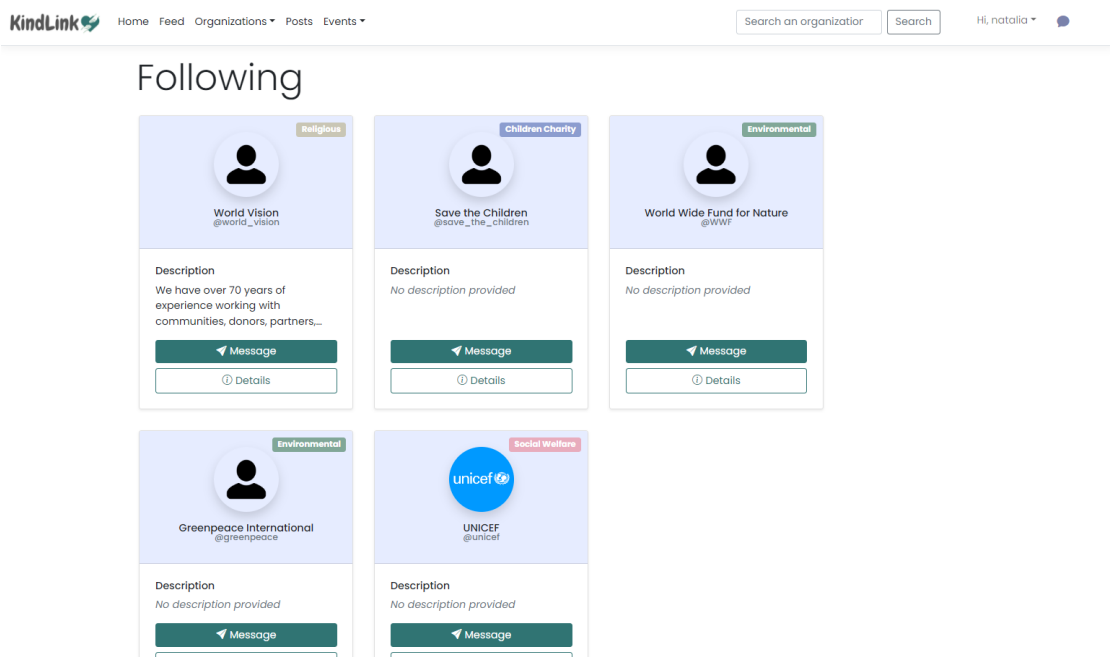 KindLink Home Feed Organizations Posts Events Search an organizatior Search Hi, natalia
Following
Religious
World Vision
@world_vision
Description
We have over 70 years of
experience working with
communities, donors, partners,...
Message
Details
Children Charity
Save the Children
@save_the_children
Description
No description provided
Message
Details
Environmental
World Wide Fund for Nature
@WWF
Description
No description provided
Message
Details
Environmental
Greenpeace International
@greenpeace
Description
No description provided
Message
Social Welfare
unicef
UNICEF
@unicef
Description
No description provided
Message